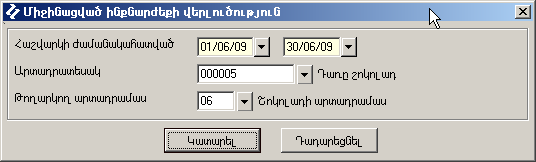 Միջինացված ինքնարժեքի վերլուծություն
Հաշվարկի ժամանակահատված 01/06/09 30/06/09
Արտադրատեսակ 000005 Դառը շոկոլադ
Թողարկող արտադրամաս 06 Շոկոլադի արտադրամաս
Կատարել Դադարեցնել